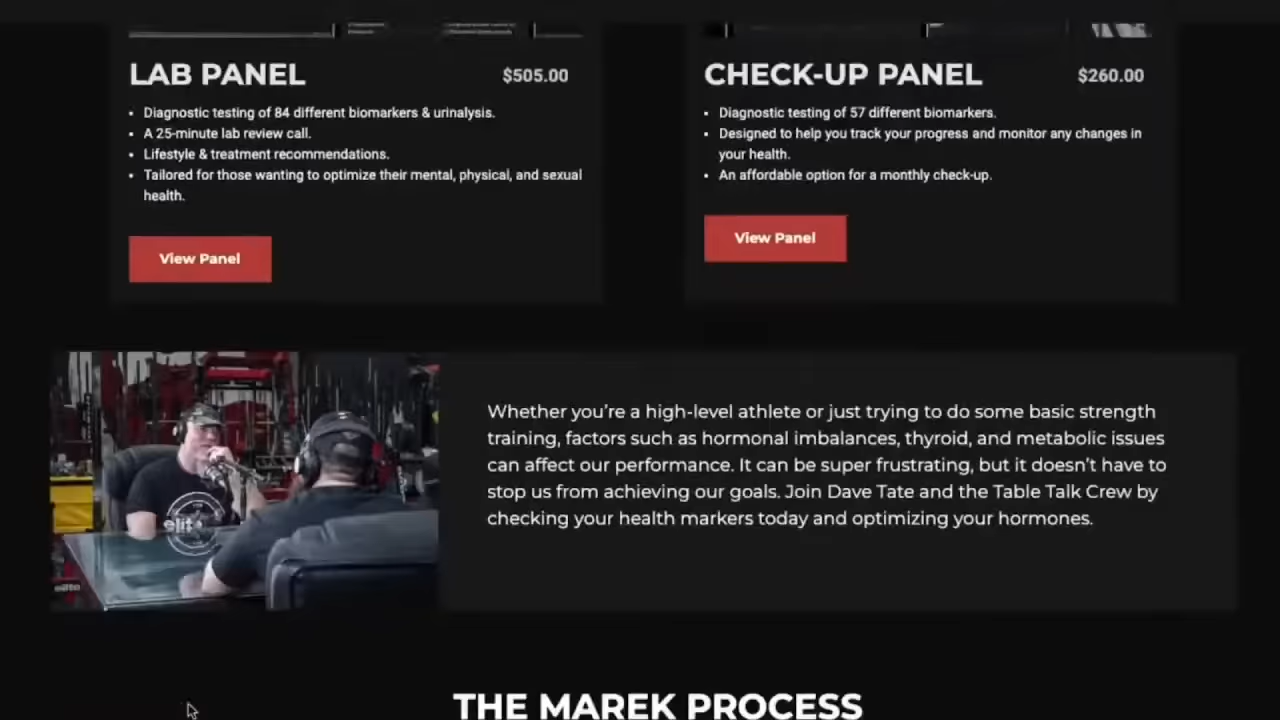 LAB PANEL
$505.00
• Diagnostic testing of 84 different biomarkers & urinalysis.
• A 25-minute lab review call.
• Lifestyle & treatment recommendations.
• Tailored for those wanting to optimize their mental, physical, and sexual
health.
View Panel
CHECK-UP PANEL
$260.00
• Diagnostic testing of 57 different biomarkers.
• Designed to help you track your progress and monitor any changes in
your health.
• An affordable option for a monthly check-up.
View Panel
elit
elite
Whether you’re a high-level athlete or just trying to do some basic strength
training, factors such as hormonal imbalances, thyroid, and metabolic issues
can affect our performance. It can be super frustrating, but it doesn’t have to
stop us from achieving our goals. Join Dave Tate and the Table Talk Crew by
checking your health markers today and optimizing your hormones.
THE MAREK PROCESS